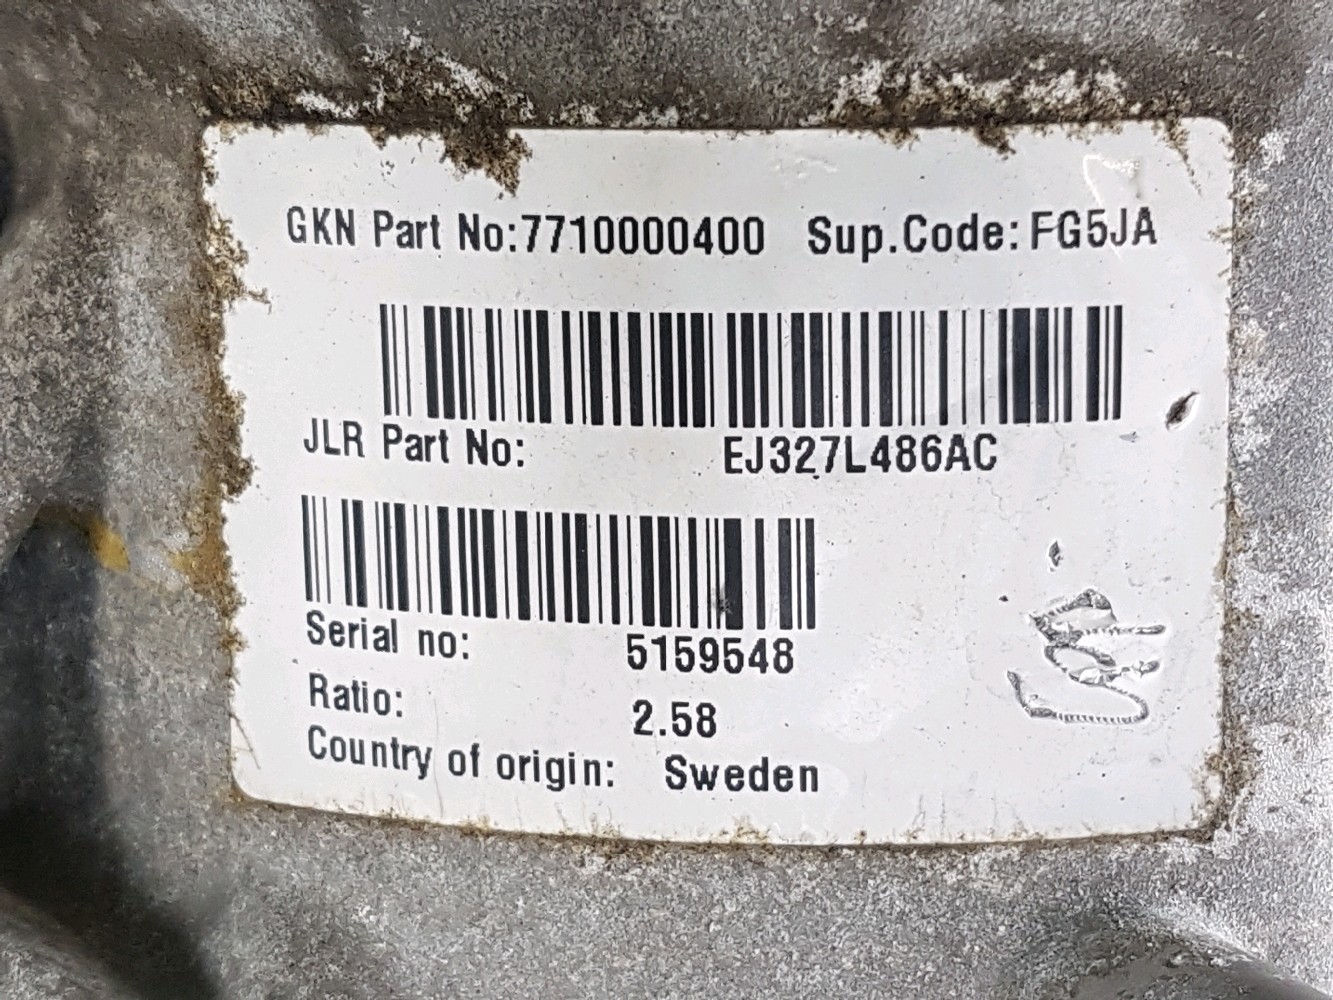 GKN Part No:7710000400 Sup.Code:FG5JA
JLR Part No: EJ327L486AC
Serial no: 5159548
Ratio: 2.58
Country of origin: Sweden